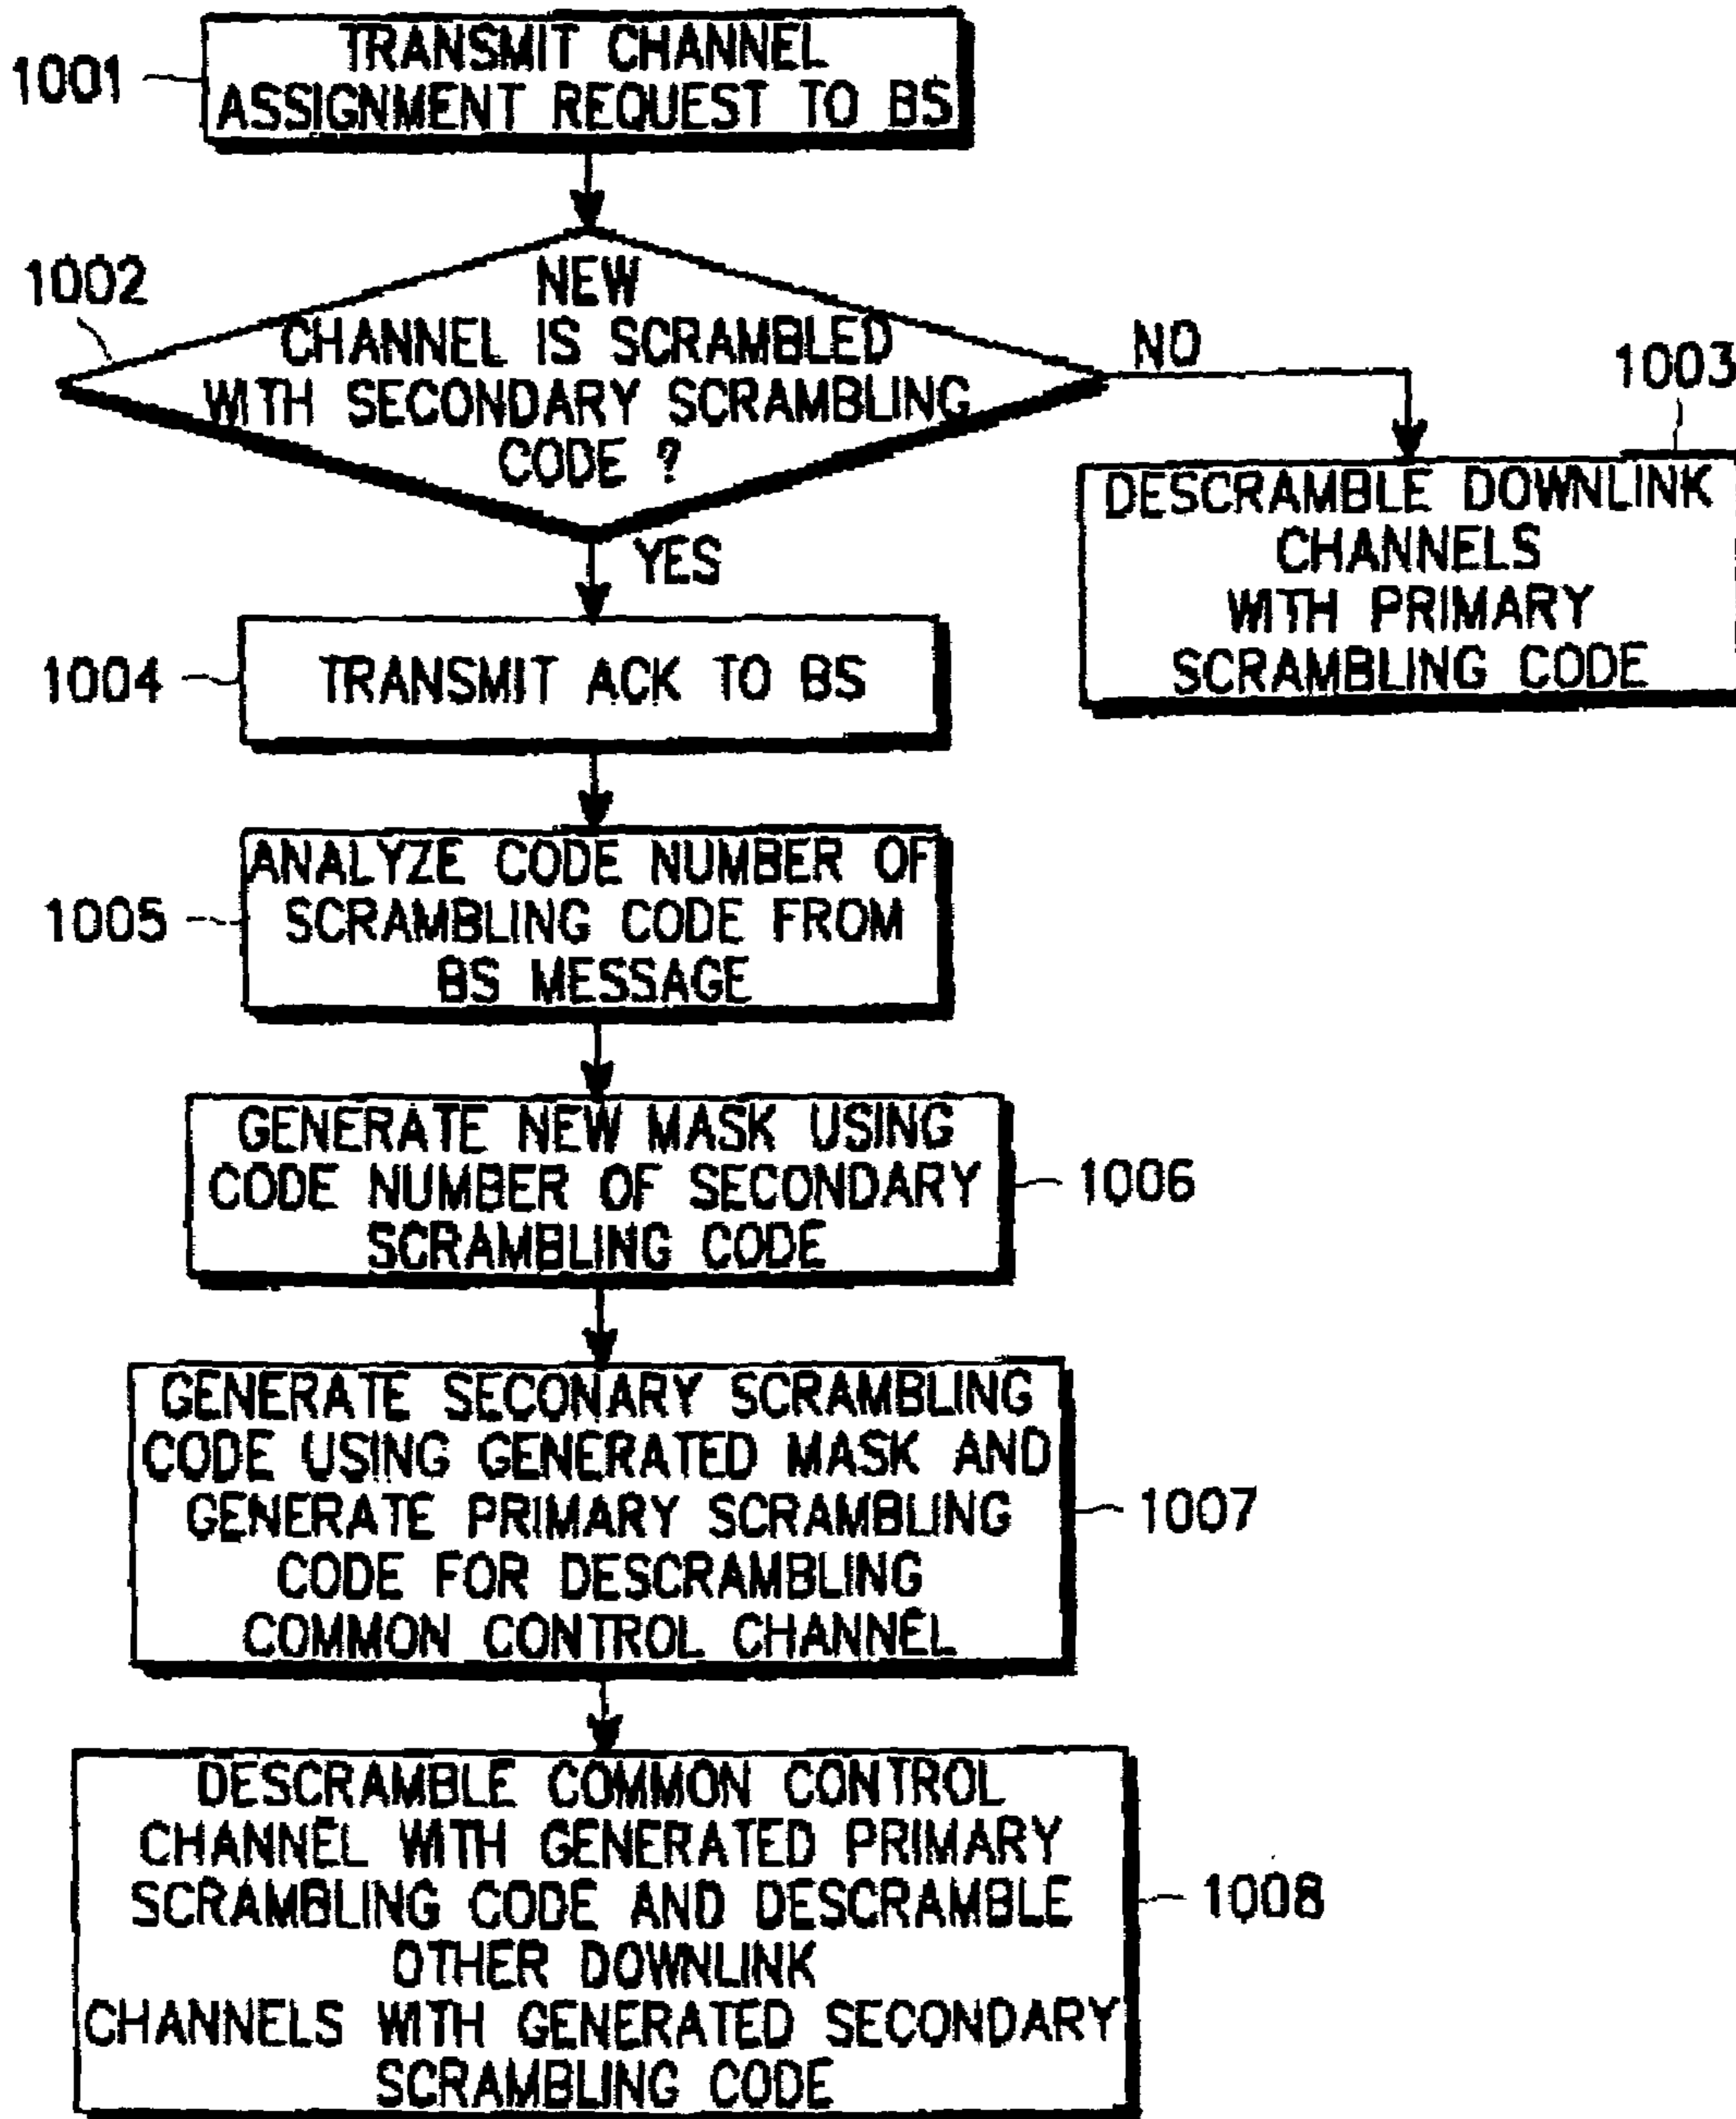 1001
TRANSMIT CHANNEL
ASSIGNMENT REQUEST TO BS
1002
NEW
CHANNEL IS SCRAMBLED
WITH SECONDARY SCRAMBLING
CODE ?
NO
YES
1003
DESCRAMBLE DOWNLINK
CHANNELS
WITH PRIMARY
SCRAMBLING CODE
1004
TRANSMIT ACK TO BS
1005
ANALYZE CODE NUMBER OF
SCRAMBLING CODE FROM
BS MESSAGE
GENERATE NEW MASK USING
CODE NUMBER OF SECONDARY
SCRAMBLING CODE
1006
GENERATE SECONARY SCRAMBLING
CODE USING GENERATED MASK AND
GENERATE PRIMARY SCRAMBLING
CODE FOR DESCRAMBLING
COMMON CONTROL CHANNEL
1007
DESCRAMBLE COMMON CONTROL
CHANNEL WITH GENERATED PRIMARY
SCRAMBLING CODE AND DESCRAMBLE
OTHER DOWNLINK
CHANNELS WITH GENERATED SECONDARY
SCRAMBLING CODE
1008